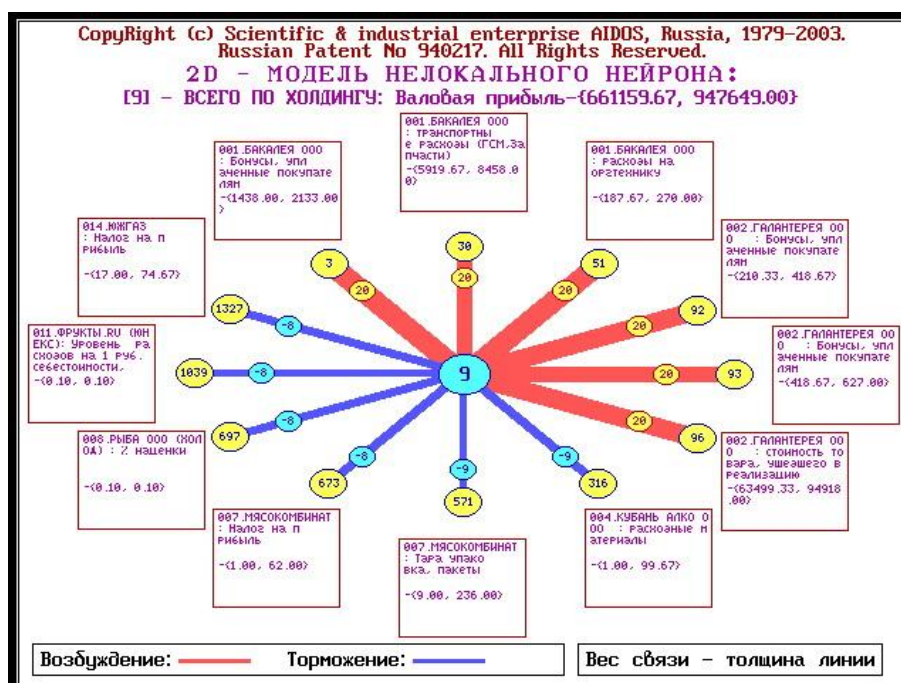 CopyRight (c) Scientific & industrial enterprise AIDOS, Russia, 1979-2003.
Russian Patent No 940217. All Rights Reserved.
2D - МОДЕЛЬ НЕЛОКАЛЬНОГО НЕЙРОНА:
[9] - ВСЕГО ПО ХОЛДИНГУ: Валовая прибыль-{661159.67, 947649.00}
001.БАКАЛЕЯ ООО
: транспортны
е расходы (ГСМ,За
пчасти)
-{5919.67, 8458.0
0}
001.БАКАЛЕЯ ООО
: Бонусы, упл
аченные покупате
лям
-{1438.00, 2133.00
}
001.БАКАЛЕЯ ООО
: расходы на
оргтехнику
-{187.67, 270.00}
014.ЮЖГАЗ
: Налог на п
рибыль
-{17.00, 74.67}
002.ГАЛАНТЕРЕЯ ОО
О : Бонусы, упл
аченные покупате
лям
-{210.33, 418.67}
011.ФРУКТЫ.RU (ЮН
ЕКС): Уровень ра
сходов на 1 руб.
себестоимости,
-{0.10, 0.10}
002.ГАЛАНТЕРЕЯ ОО
О : Бонусы, упл
аченные покупате
лям
-{418.67, 627.00}
008.РЫБА ООО (ХОЛ
ОД) : % наценки
-{0.10, 0.10}
002.ГАЛАНТЕРЕЯ ОО
О : стоимость то
вара, ушедшего в
реализацию
-{63499.33, 94918
.00}
007.МЯСОКОМБИНАТ
: Налог на п
рибыль
-{1.00, 62.00}
007.МЯСОКОМБИНАТ
: Тара упако
вка, пакеты
-{9.00, 236.00}
004.КУБАНЬ АЛКО О
ОО : расходные м
атериалы
-{1.00, 99.67}
3
30
51
1327
92
1039
93
697
96
673
571
316
9
20
20
20
20
20
20
-8
-8
-8
-8
-9
-9
Возбуждение:
Торможение:
Вес связи - толщина линии